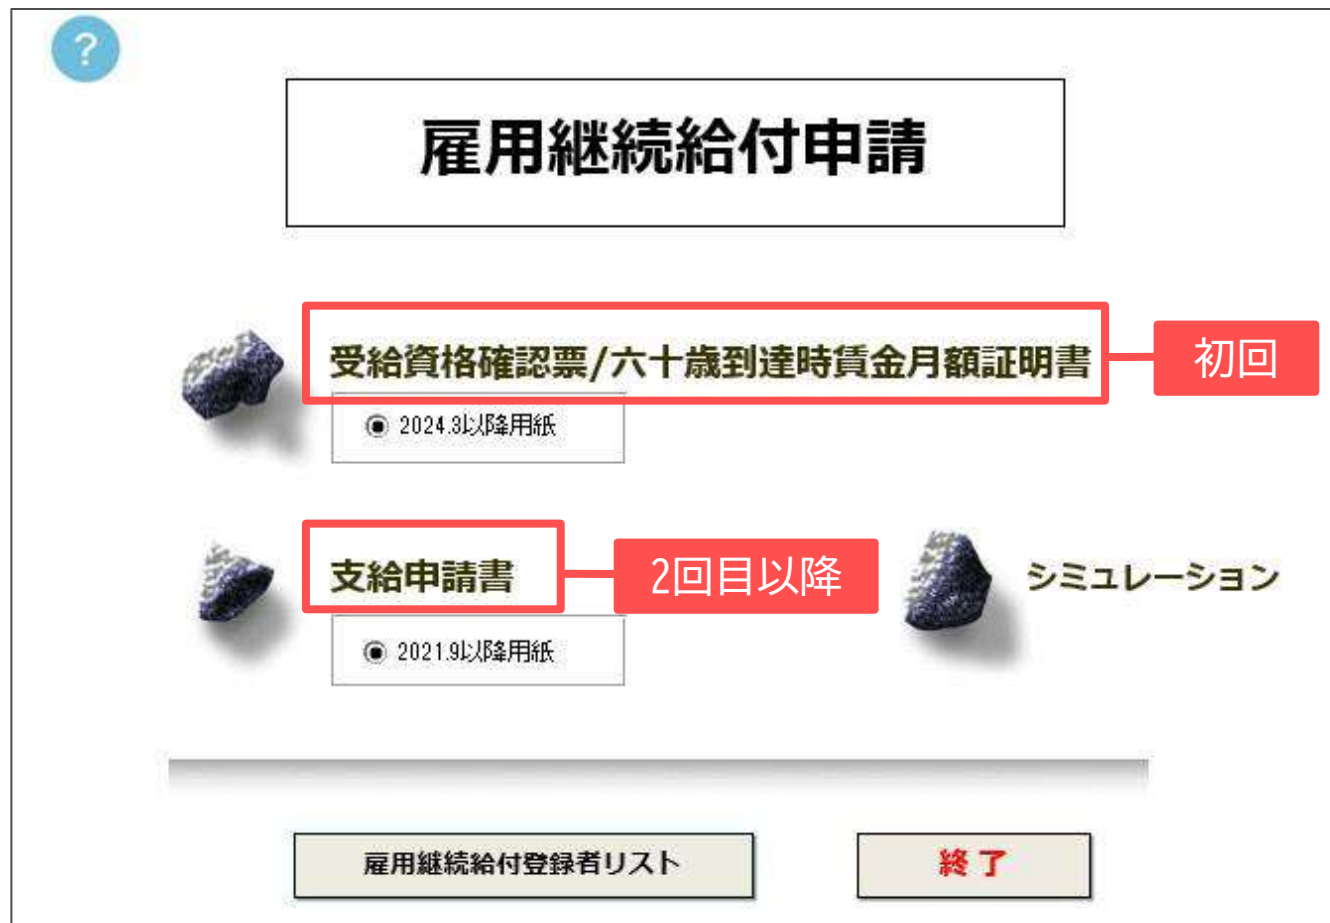 ?
雇用継続給付申請
受給資格確認票/六十歳到達時賃金月額証明書
初回
2024.3以降用紙
支給申請書
2回目以降
シミュレーション
2021.9以降用紙
雇用継続給付登録者リスト
終了